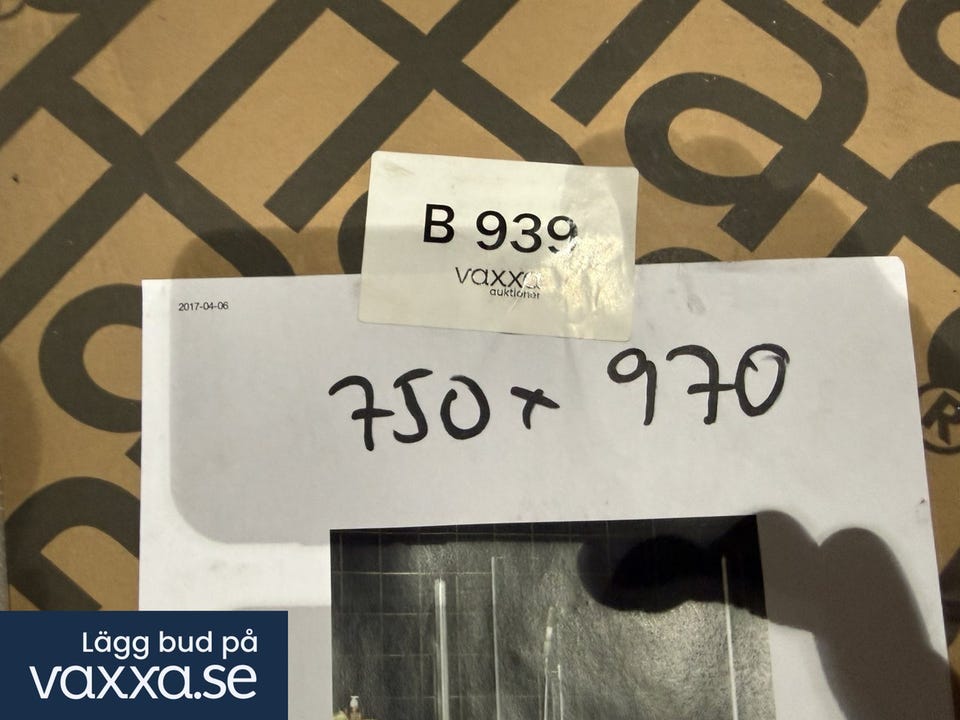 B 939
vaxxa
auktioner
2017-04-06
750 x 970
®
Lägg bud på
vaxxa.se